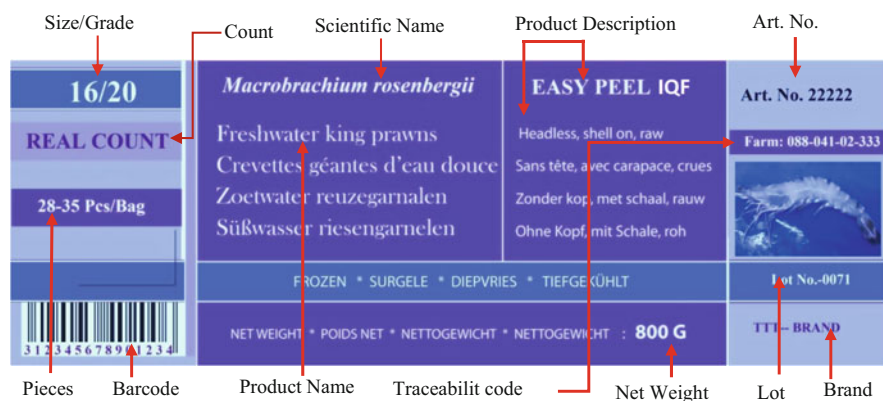 Size/Grade
Count
Scientific Name
Product Description
Art. No.
16/20
REAL COUNT
28-35 Pcs/Bag
31234567890 1234
Macrobrachium rosenbergii
Freshwater king prawns
Crevettes géantes d'eau douce
Zoetwater reuzegarnalen
Süßwasser riesengarnelen
EASY PEEL IQF
Headless, shell on, raw
Sans tête, avec carapace, crues
Zonder kop, met schaal, rauw
Ohne Kopf, mit Schale, roh
Art. No. 22222
Farm: 088-041-02-333
Lot No.-0071
TTT-- BRAND
FROZEN * SURGELE * DIEPVRIES * TIEFGEKÜHLT
NET WEIGHT * POIDS NET * NETTOGEWICHT * NETTOGEWICHT : 800 G
Pieces
Barcode
Product Name
Traceabilit code
Net Weight
Lot
Brand